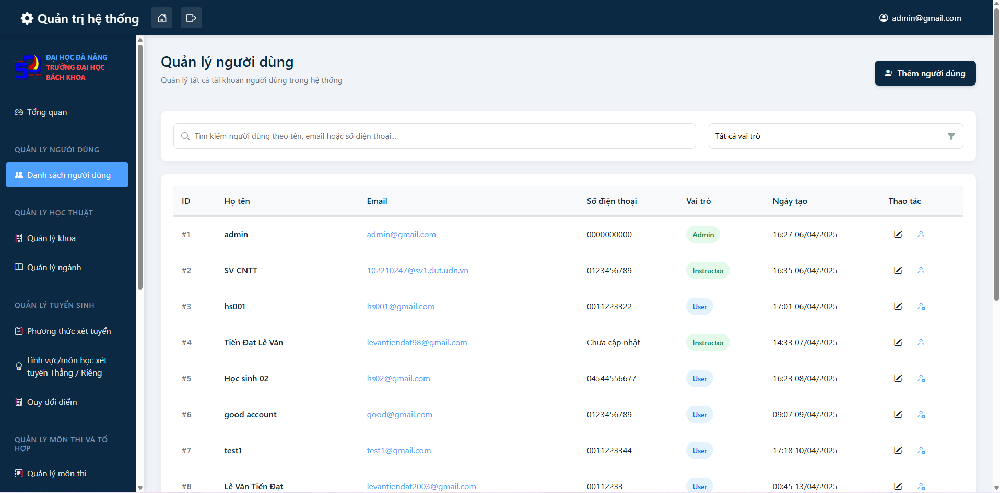 Quản trị hệ thống
admin@gmail.com
ĐẠI HỌC ĐÀ NẴNG
TRƯỜNG ĐẠI HỌC
BÁCH KHOA
Tổng quan
QUẢN LÝ NGƯỜI DÙNG
Danh sách người dùng
QUẢN LÝ HỌC THUẬT
Quản lý khoa
Quản lý ngành
QUẢN LÝ TUYỂN SINH
Phương thức xét tuyển
Lĩnh vực/môn học xét
tuyển Thẳng / Riêng
Quy đổi điểm
QUẢN LÝ MÔN THI VÀ TỔ
HỢP
Quản lý môn thi
Quản lý người dùng
Quản lý tất cả tài khoản người dùng trong hệ thống
Thêm người dùng
Tìm kiếm người dùng theo tên, email hoặc số điện thoại...
Tất cả vai trò
ID Họ tên Email Số điện thoại Vai trò Ngày tạo Thao tác
#1 admin admin@gmail.com 0000000000 Admin 16:27 06/04/2025
#2 SV CNTT 102210247@sv1.dut.udn.vn 0123456789 Instructor 16:35 06/04/2025
#3 hs001 hs001@gmail.com 0011223322 User 17:01 06/04/2025
#4 Tiến Đạt Lê Văn levantiendat98@gmail.com Chưa cập nhật Instructor 14:33 07/04/2025
#5 Học sinh 02 hs02@gmail.com 04544556677 User 16:23 08/04/2025
#6 good account good@gmail.com 0123456789 User 09:07 09/04/2025
#7 test1 test1@gmail.com 0011223344 User 17:18 10/04/2025
#8 Lê Văn Tiến Đạt levantiendat2003@gmail.com 00112233 User 00:45 13/04/2025